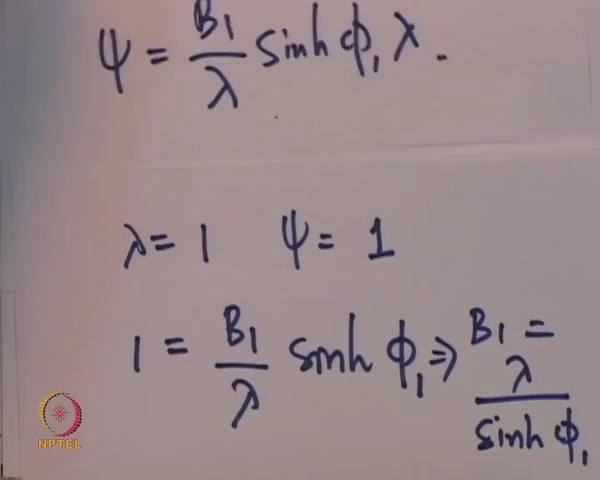 ψ = B₁/λ sinh ϕ₁ λ.
λ = 1 ψ = 1
1 = B₁/λ sinh ϕ₁ ⇒ B₁ = λ/sinh ϕ₁
NPTEL